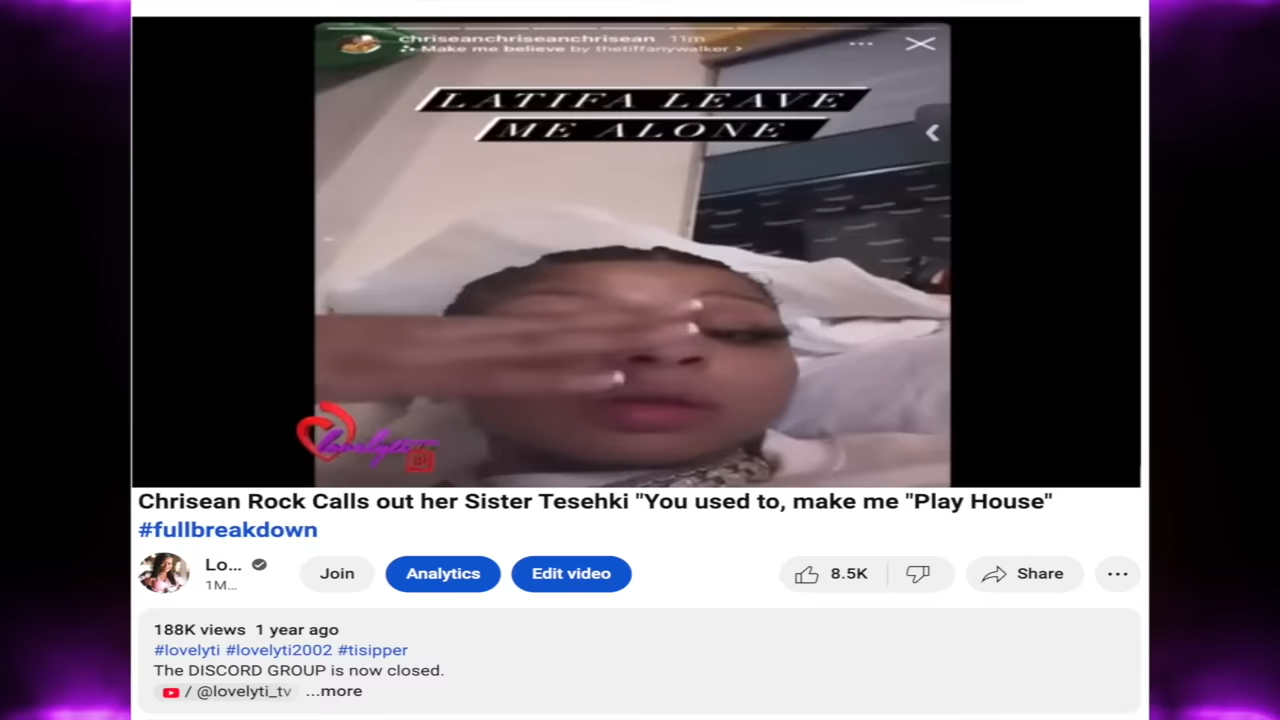 chriseanchriseanchrisean 11m
Make me believe by thetiffanywalker >
LATIFA LEAVE
ME ALONE
lovelyti
Chrisean Rock Calls out her Sister Tesehki "You used to, make me "Play House"
#fullbreakdown
Lo...
1M...
Join
Analytics
Edit video
8.5K
Share
188K views 1 year ago
#lovelyti #lovelyti2002 #tisipper
The DISCORD GROUP is now closed.
/ @lovelyti_tv ...more